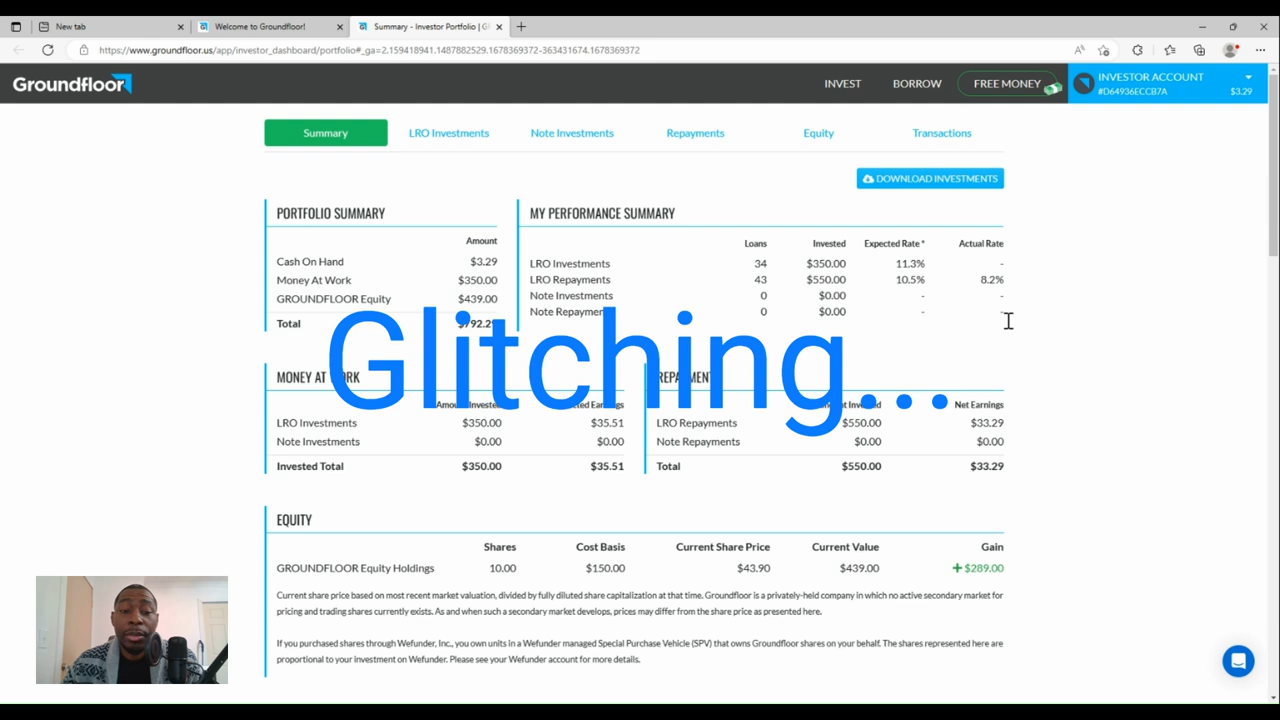 New tab
Welcome to Groundfloor!
Summary - Investor Portfolio | G
https://www.groundfloor.us/app/investor_dashboard/portfolio#_ga=2.159418941.1487882529.1678369372-363431674.1678369372
Groundfloor
INVEST
BORROW
FREE MONEY
INVESTOR ACCOUNT
#D64936ECCB7A
$3.29
Summary
LRO Investments
Note Investments
Repayments
Equity
Transactions
DOWNLOAD INVESTMENTS
PORTFOLIO SUMMARY
Amount
Cash On Hand $3.29
Money At Work $350.00
GROUNDFLOOR Equity $439.00
Total
MY PERFORMANCE SUMMARY
Loans Invested Expected Rate * Actual Rate
LRO Investments 34 $350.00 11.3% -
LRO Repayments 43 $550.00 10.5% 8.2%
Note Investments 0 $0.00 - -
Note 0 $0.00 - -
Glitching...
MONEY AT
LRO Investments $350.00 $35.51
Note Investments $0.00 $0.00
Invested Total $350.00 $35.51
Net Earnings
LRO Repayments $550.00 $33.29
Note Repayments $0.00 $0.00
Total $550.00 $33.29
EQUITY
Shares Cost Basis Current Share Price Current Value Gain
GROUNDFLOOR Equity Holdings 10.00 $150.00 $43.90 $439.00 +$289.00
Current share price based on most recent market valuation, divided by fully diluted share capitalization at that time. Groundfloor is a privately-held company in which no active secondary market for
pricing and trading shares currently exists. As and when such a secondary market develops, prices may differ from the share price as presented here.
If you purchased shares through Wefunder, Inc., you own units in a Wefunder managed Special Purpose Vehicle (SPV) that owns Groundfloor shares on your behalf. The shares represented here are
proportional to your investment on Wefunder. Please see your Wefunder account for more details.